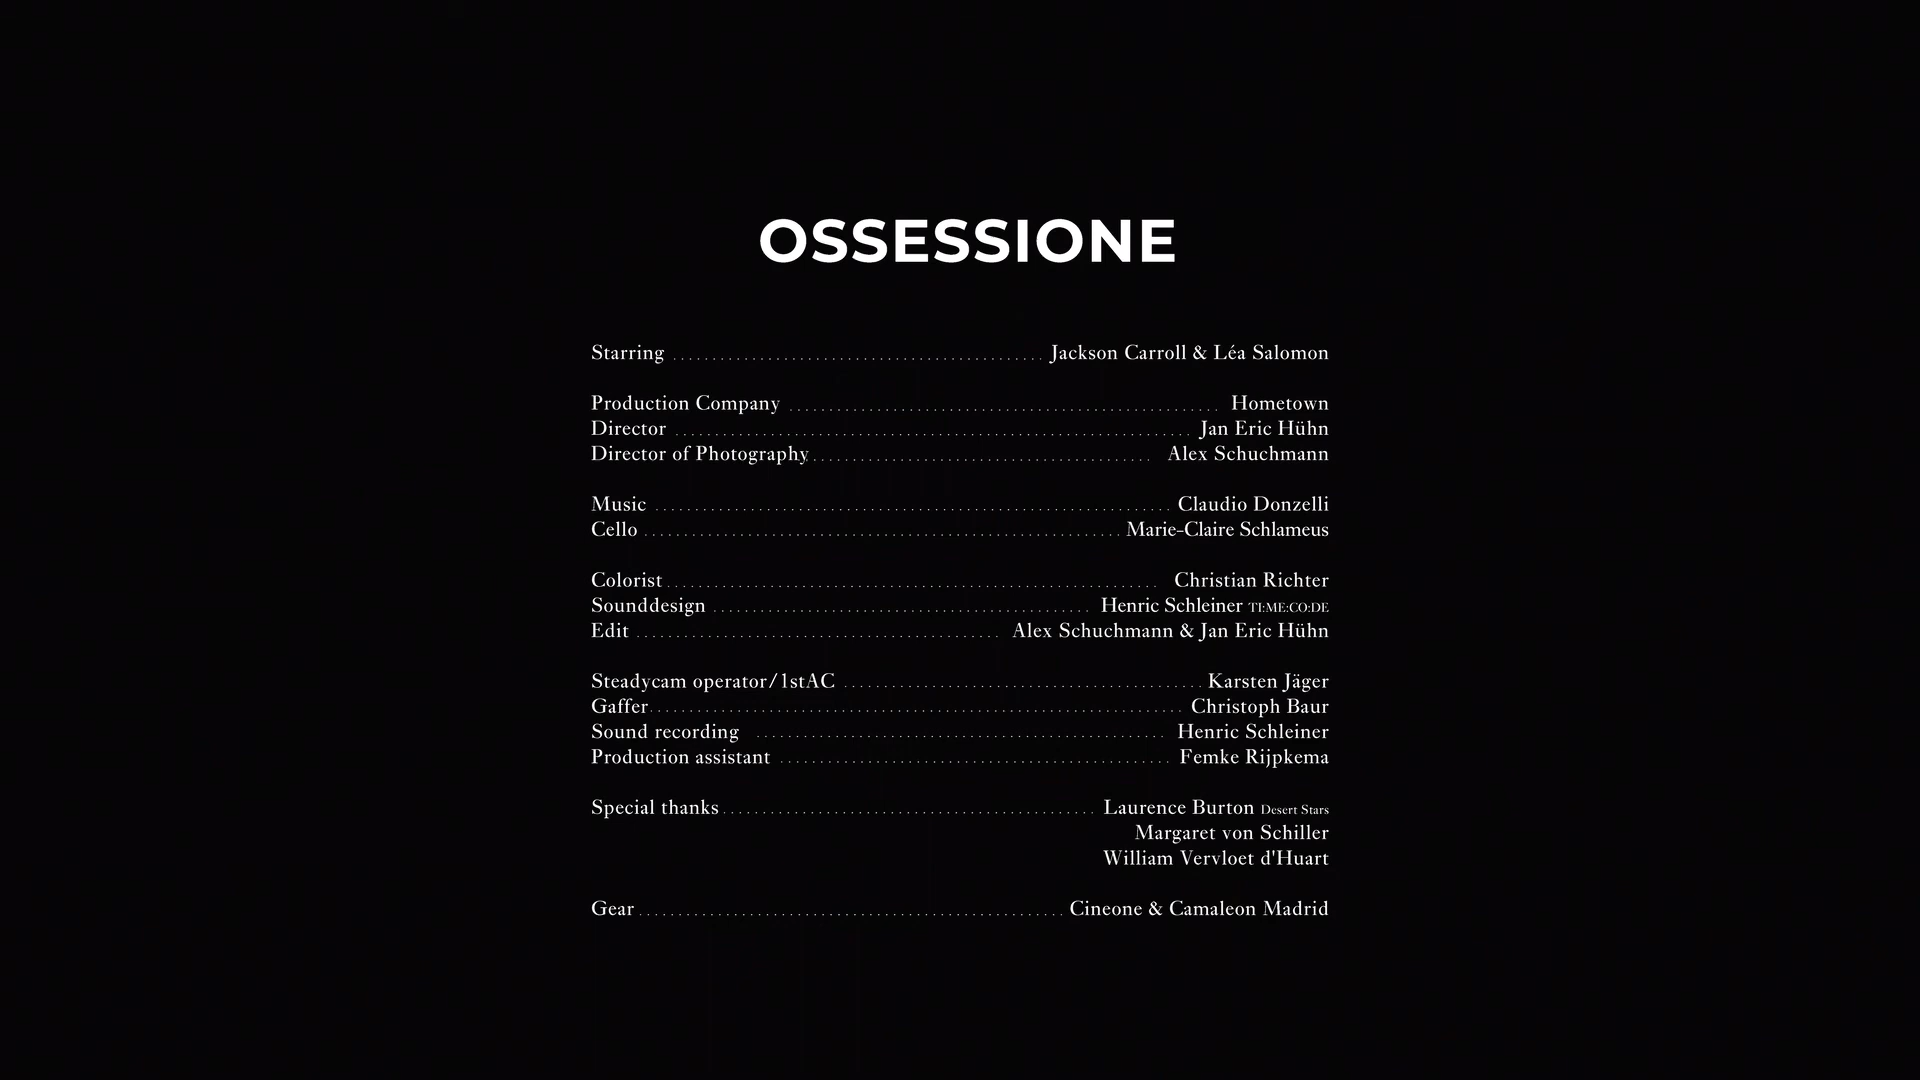 OSSESSIONE
Starring ................................................ Jackson Carroll & Léa Salomon
Production Company ........................................................ Hometown
Director ................................................................... Jan Eric Hühn
Director of Photography ............................................ Alex Schuchmann
Music ................................................................... Claudio Donzelli
Cello .............................................................. Marie-Claire Schlameus
Colorist ................................................................ Christian Richter
Sounddesign ................................................. Henric Schleiner TI:ME:CO:DE
Edit ............................................... Alex Schuchmann & Jan Eric Hühn
Steadycam operator/1stAC ............................................... Karsten Jäger
Gaffer ..................................................................... Christoph Baur
Sound recording ..................................................... Henric Schleiner
Production assistant ................................................... Femke Rijpkema
Special thanks ................................................ Laurence Burton Desert Stars
Margaret von Schiller
William Vervloet d'Huart
Gear ....................................................... Cineone & Camaleon Madrid